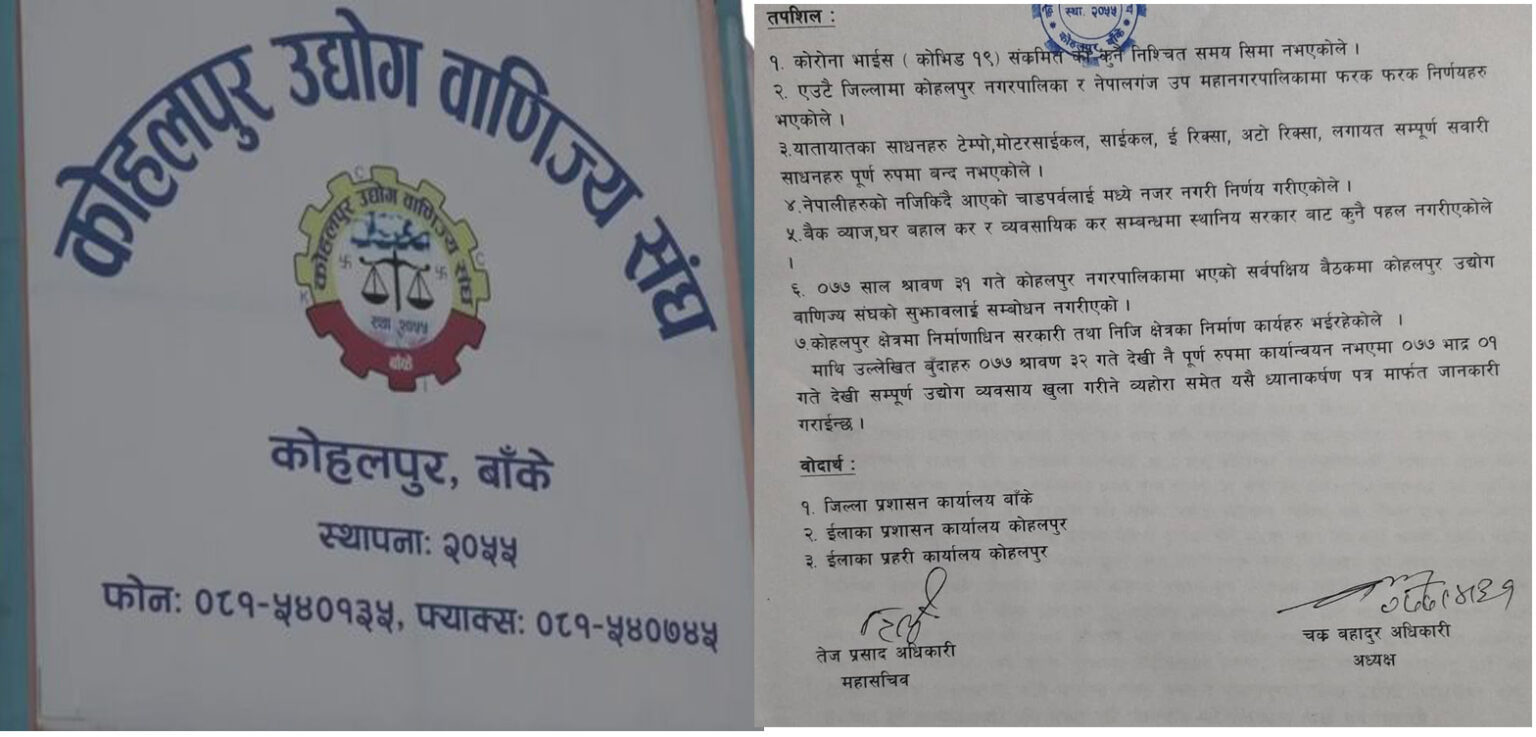 कोहलपुर उद्योग वाणिज्य संघ
कोहलपुर उद्योग वाणिज्य संघ
स्था २०५५
बाँके
कोहलपुर, बाँके
स्थापना: २०५५
फोन: ०८१-५४०१३५, फ्याक्स: ०८१-५४०७४५
स्था. २०५५
कोहलपुर, बाँके
तपशिल :
१. कोरोना भाईस ( कोभिड १९) संकमित को कुनै निश्चित समय सिमा नभएकोले ।
२. एउटै जिल्लामा कोहलपुर नगरपालिका र नेपालगंज उप महानगरपालिकामा फरक फरक निर्णयहरु
भएकोले ।
३.यातायातका साधनहरु टेम्पो,मोटरसाईकल, साईकल, ई रिक्सा, अटो रिक्सा, लगायत सम्पूर्ण सवारी
साधनहरु पूर्ण रुपमा बन्द नभएकोले ।
४.नेपालीहरुको नजिकिदै आएको चाडपर्वलाई मध्ये नजर नगरी निर्णय गरीएकोले ।
५.बैक व्याज,घर बहाल कर र व्यवसायिक कर सम्बन्धमा स्थानिय सरकार बाट कुनै पहल नगरीएकोले
।
६. ०७७ साल श्रावण ३१ गते कोहलपुर नगरपालिकामा भएको सर्वपक्षिय बैठकमा कोहलपुर उद्योग
वाणिज्य संघको सुझावलाई सम्बोधन नगरीएको ।
७.कोहलपुर क्षेत्रमा निर्माणाधिन सरकारी तथा निजि क्षेत्रका निर्माण कार्यहरु भईरहेकोले ।
माथि उल्लेखित बुँदाहरु ०७७ श्रावण ३२ गते देखी नै पूर्ण रुपमा कार्यान्वयन नभएमा ०७७ भाद्र ०१
गते देखी सम्पूर्ण उद्योग व्यवसाय खुला गरीने व्यहोरा समेत यसै ध्यानाकर्षण पत्र मार्फत जानकारी
गराईन्छ ।
वोदार्थ :
१. जिल्ला प्रशासन कार्यालय बाँके
२. ईलाका प्रशासन कार्यालय कोहलपुर
३. ईलाका प्रहरी कार्यालय कोहलपुर
तेज प्रसाद अधिकारी
महासचिव
चक बहादुर अधिकारी
अध्यक्ष